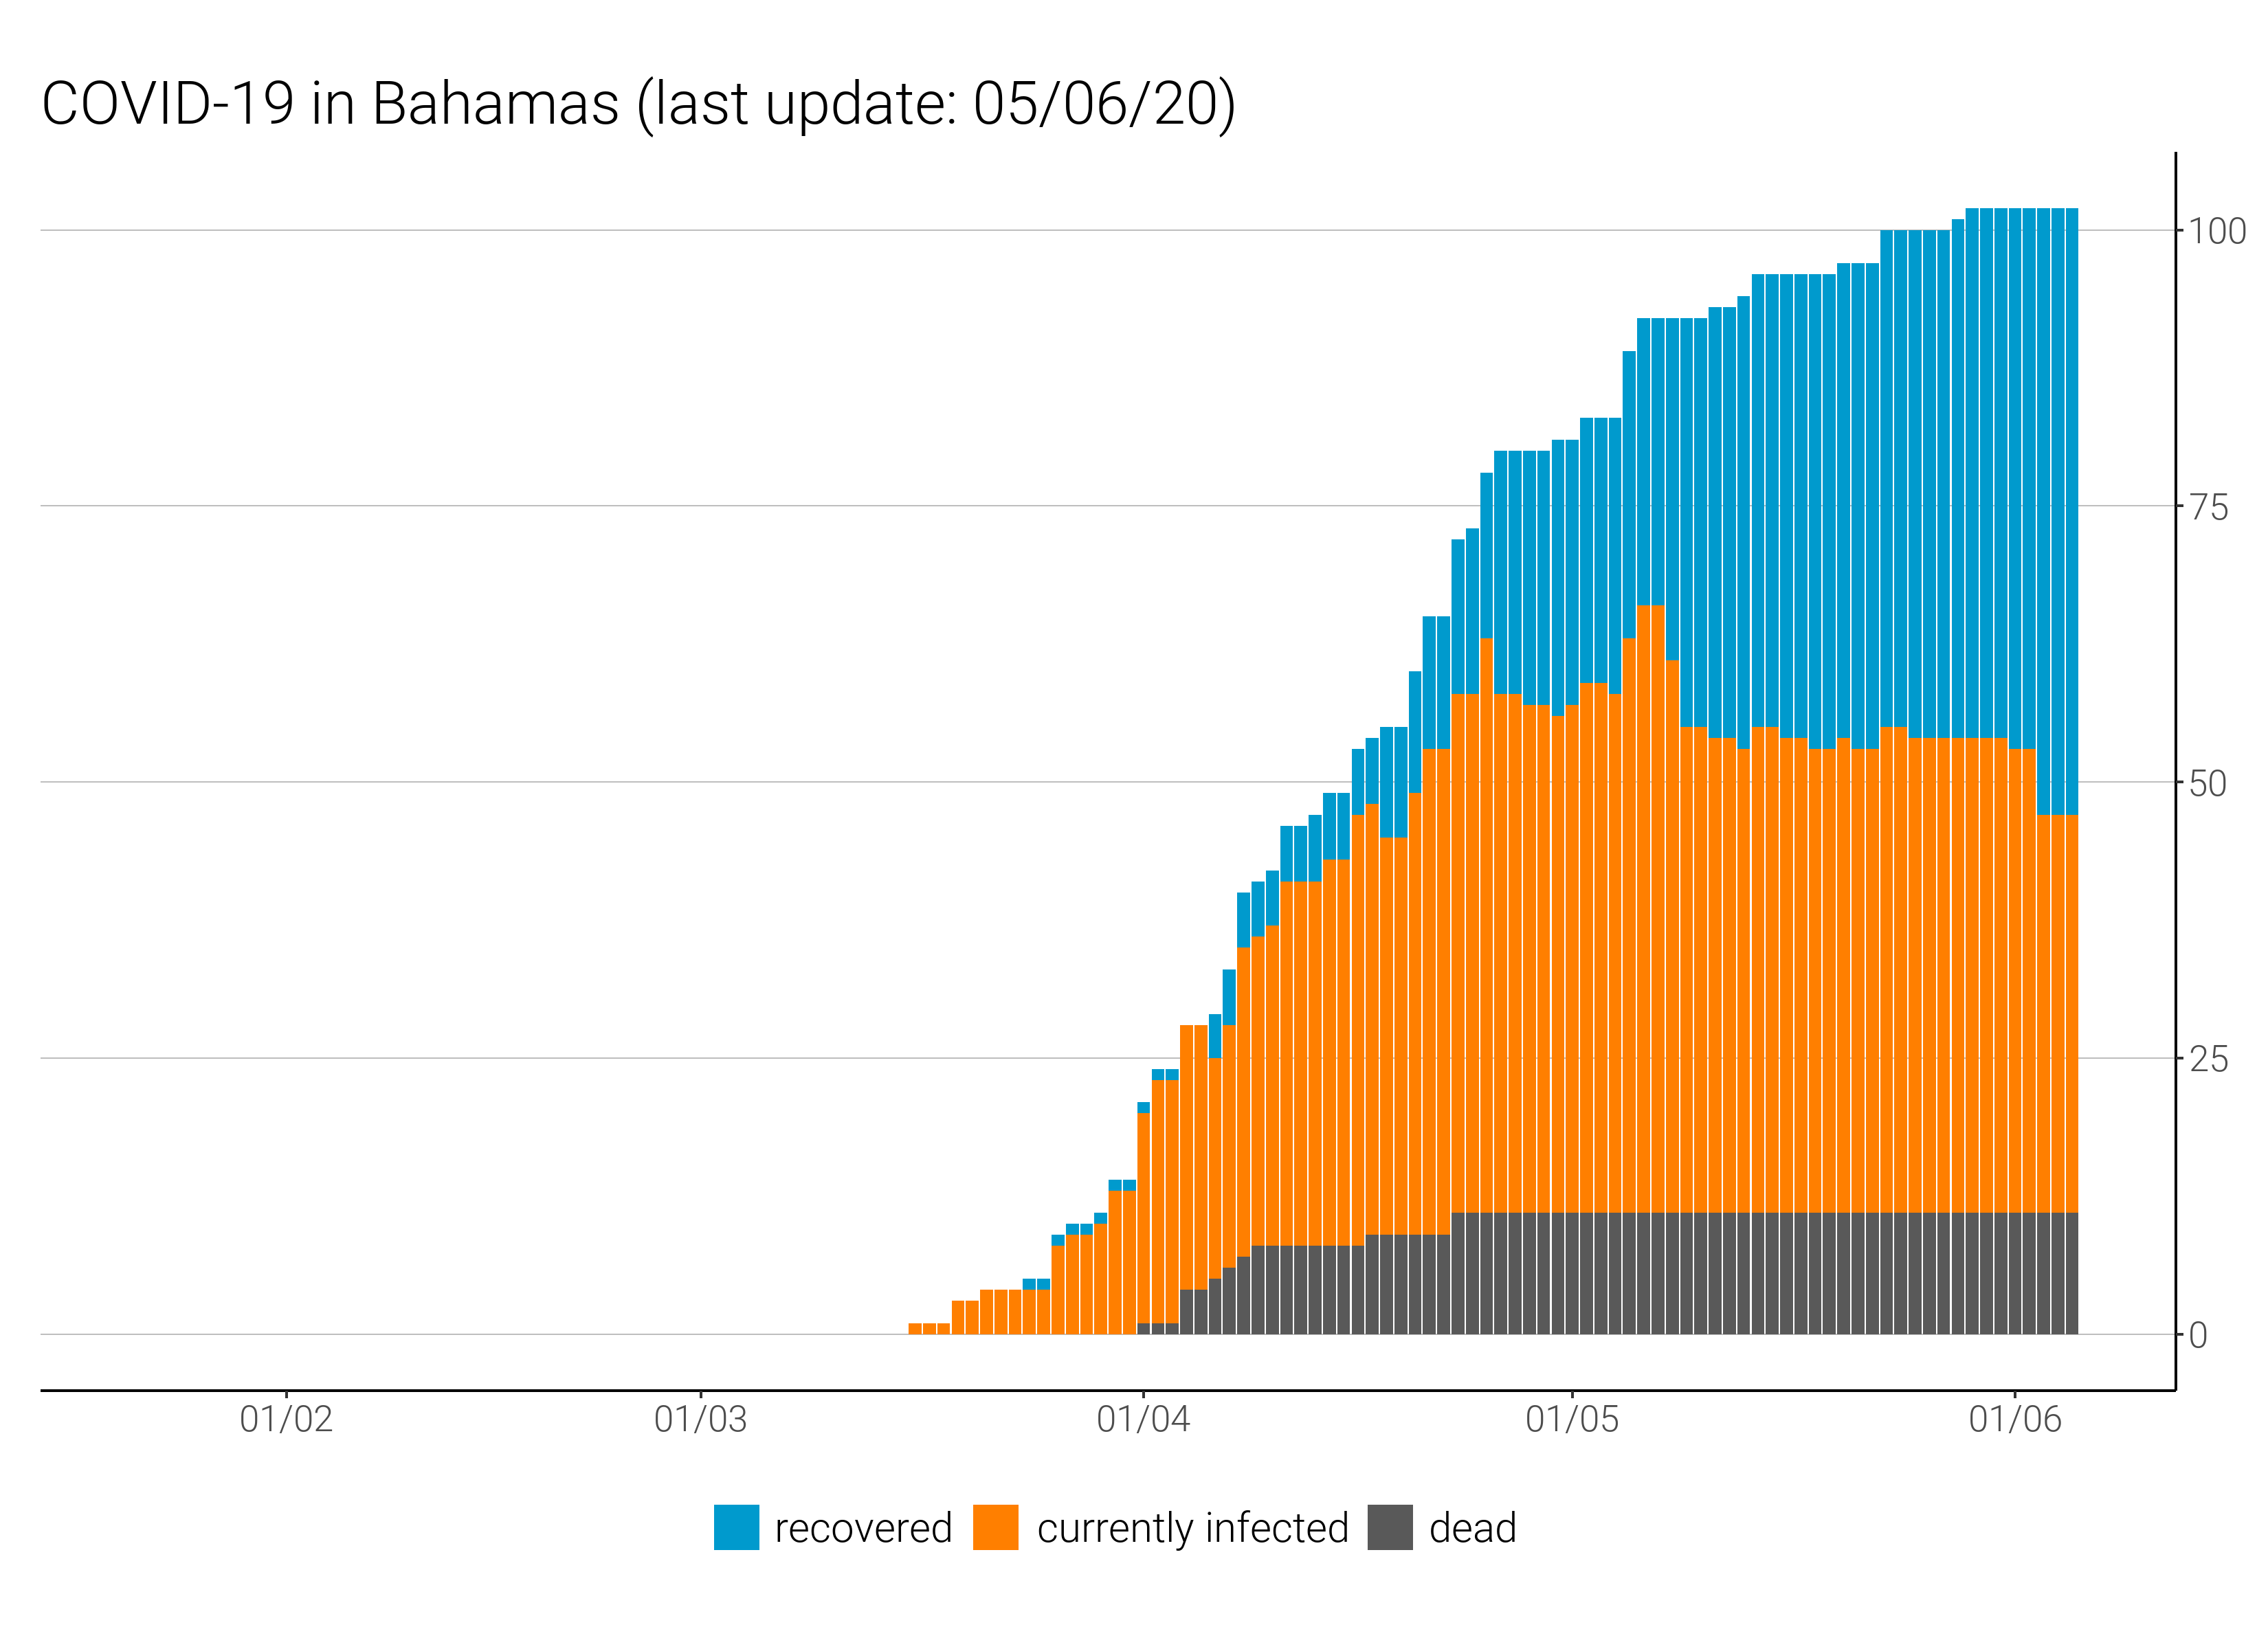 COVID-19 in Bahamas (last update: 05/06/20)
100
75
50
25
0
01/02 01/03 01/04 01/05 01/06
recovered currently infected dead